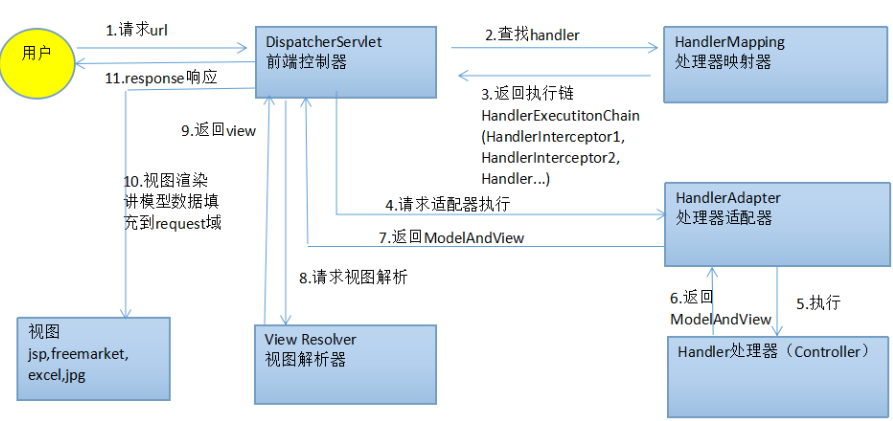 1.请求url
用户
DispatcherServlet
前端控制器
2.查找handler
HandlerMapping
处理器映射器
11.response响应
3.返回执行链
HandlerExecutitonChain
(HandlerInterceptor1,
HandlerInterceptor2,
Handler...)
9.返回view
10.视图渲染
讲模型数据填
充到request域
4.请求适配器执行
HandlerAdapter
处理器适配器
7.返回ModelAndView
8.请求视图解析
6.返回
ModelAndView
5.执行
视图
jsp,freemarket,
excel,jpg
View Resolver
视图解析器
Handler处理器（Controller）